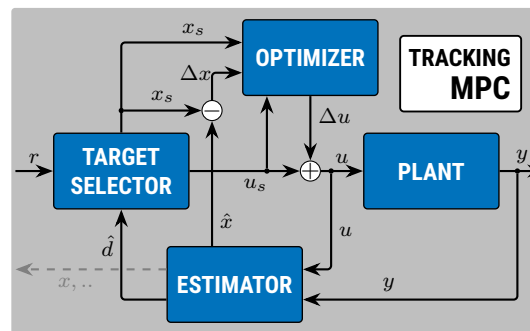 x_s
OPTIMIZER
TRACKING
MPC
Δx
x_s
−
Δu
r
TARGET
SELECTOR
u_s
+
u
PLANT
y
d̂
x̂
u
x, ..
ESTIMATOR
y